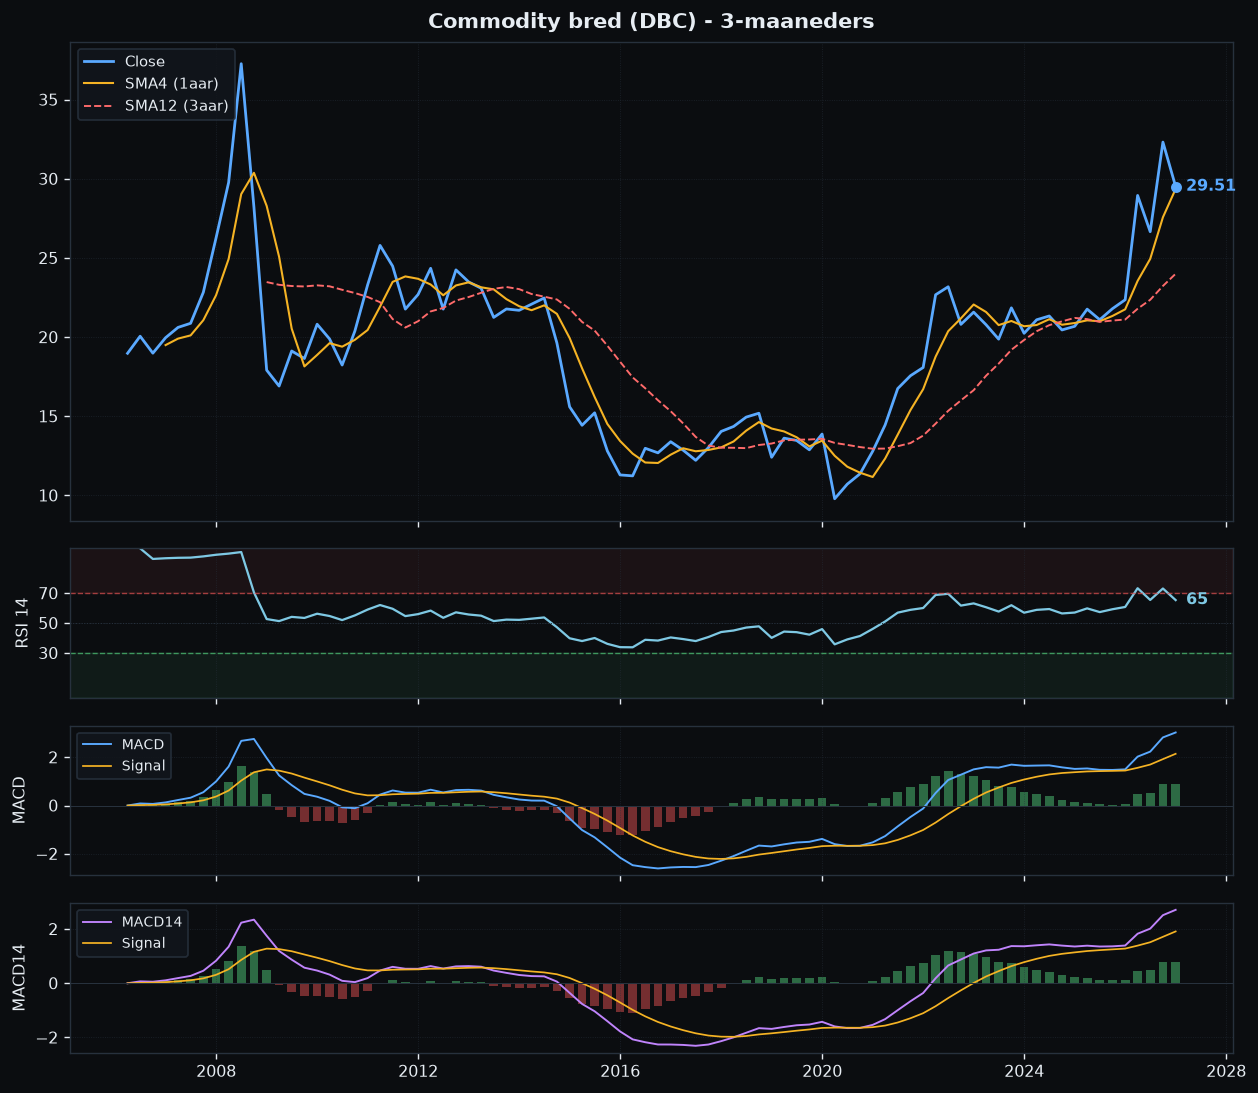 Commodity bred (DBC) - 3-maaneders
Close
SMA4 (1aar)
SMA12 (3aar)
35
30
25
20
15
10
29.51
RSI 14
70
50
30
65
MACD
MACD
Signal
2
0
−2
MACD14
MACD14
Signal
2
0
−2
2008
2012
2016
2020
2024
2028